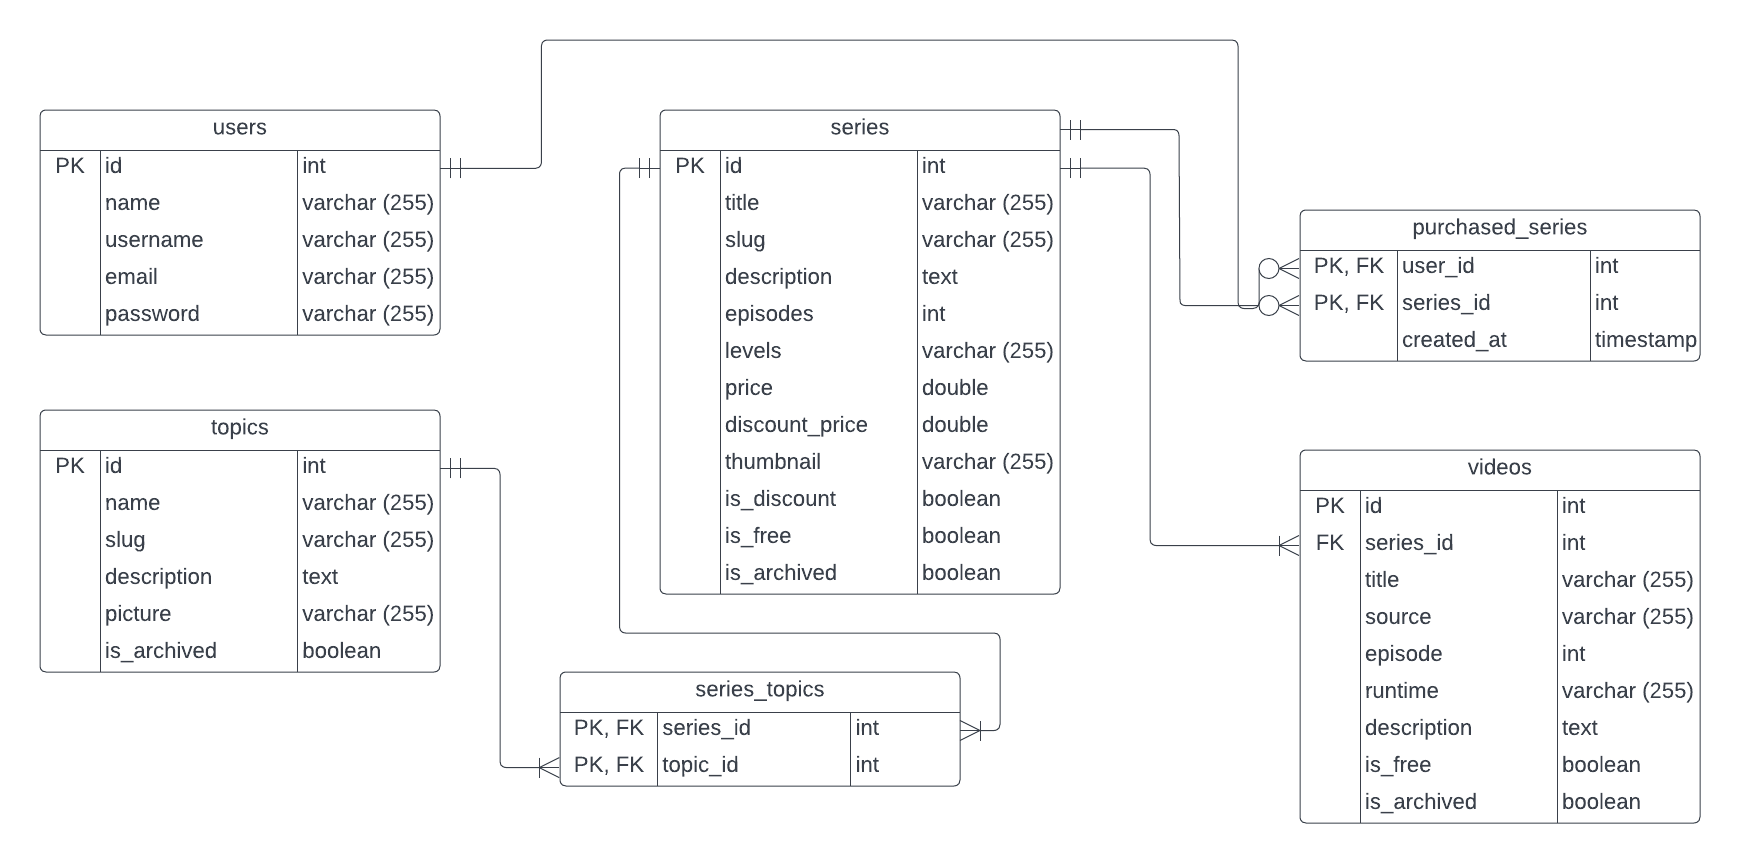 users
PK id int
name varchar (255)
username varchar (255)
email varchar (255)
password varchar (255)
series
PK id int
title varchar (255)
slug varchar (255)
description text
episodes int
levels varchar (255)
price double
discount_price double
thumbnail varchar (255)
is_discount boolean
is_free boolean
is_archived boolean
purchased_series
PK, FK user_id int
PK, FK series_id int
created_at timestamp
topics
PK id int
name varchar (255)
slug varchar (255)
description text
picture varchar (255)
is_archived boolean
series_topics
PK, FK series_id int
PK, FK topic_id int
videos
PK id int
FK series_id int
title varchar (255)
source varchar (255)
episode int
runtime varchar (255)
description text
is_free boolean
is_archived boolean